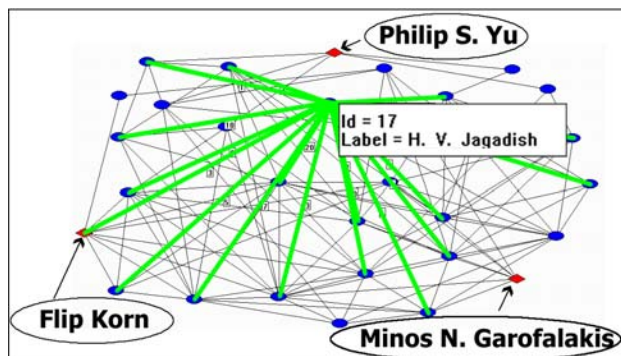 Philip S. Yu
Id = 17
Label = H. V. Jagadish
Flip Korn
Minos N. Garofalakis